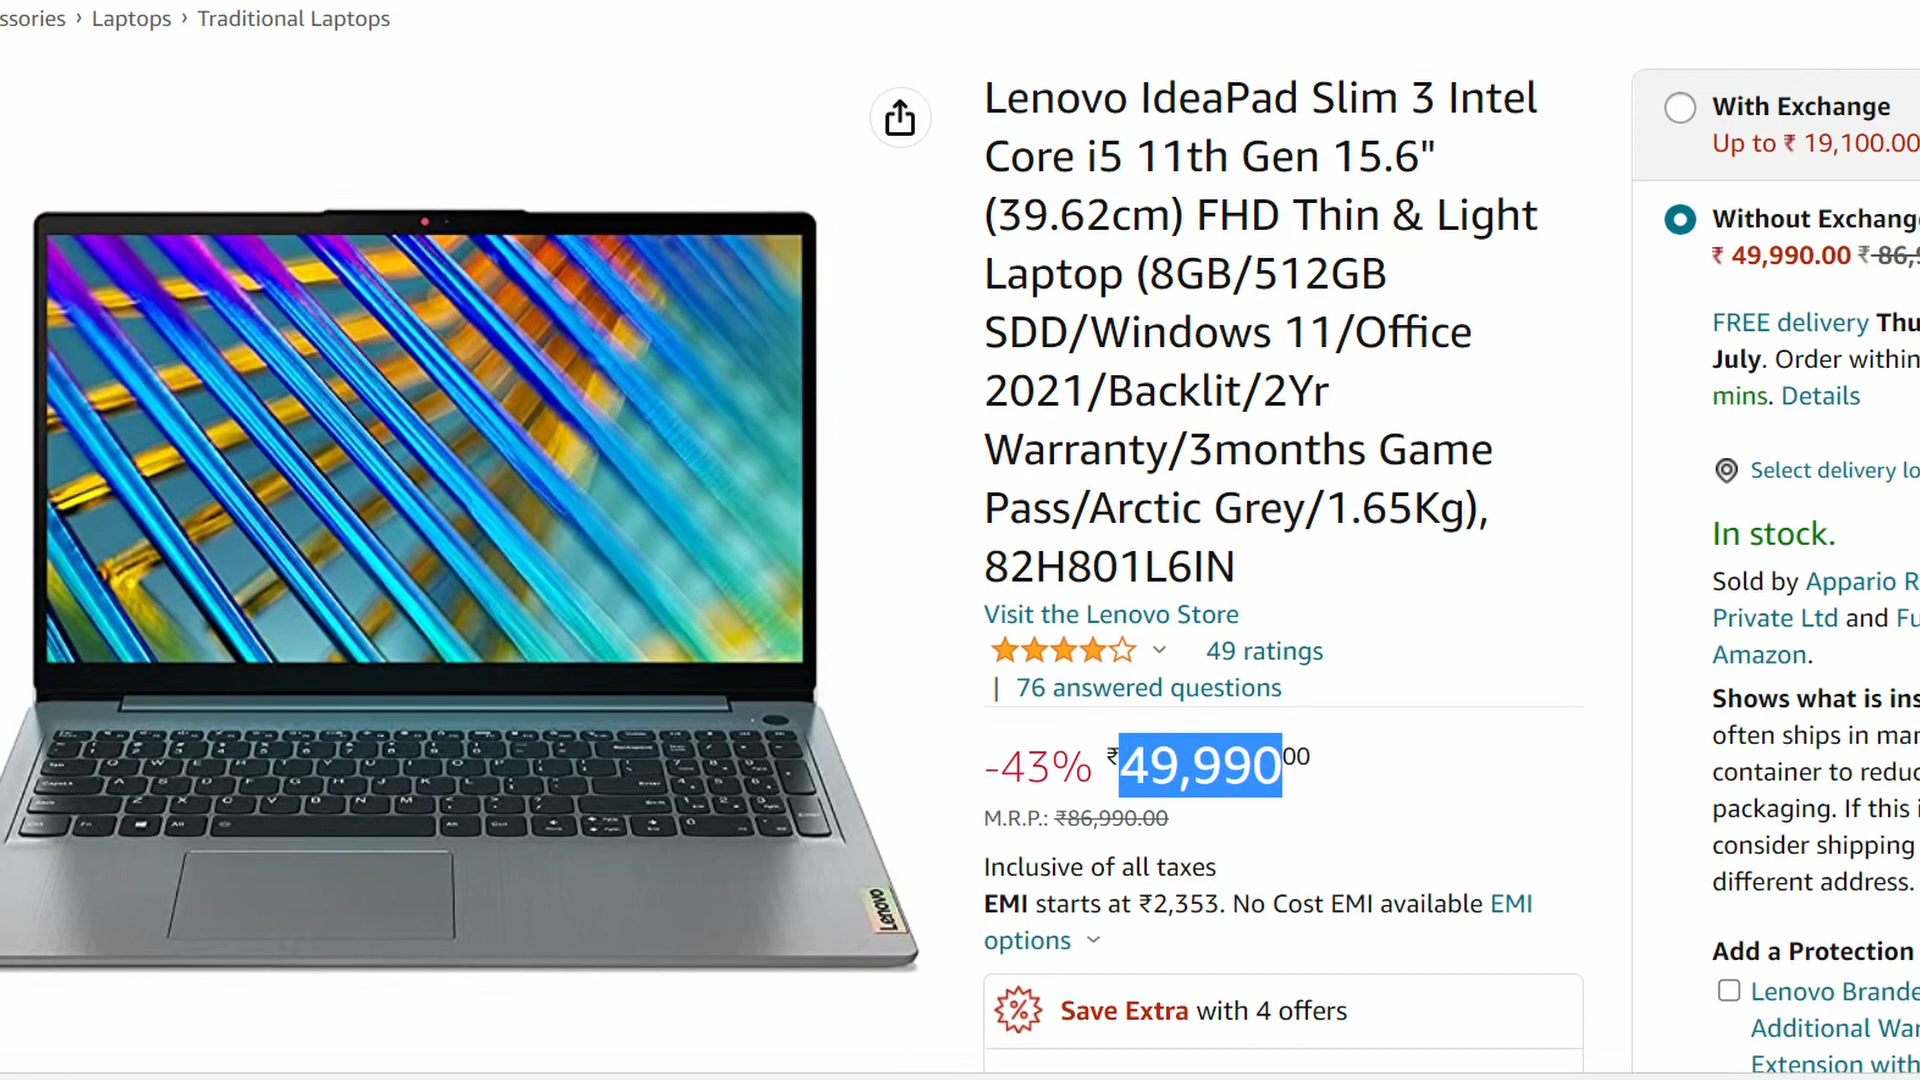 ssories › Laptops › Traditional Laptops
Lenovo IdeaPad Slim 3 Intel
Core i5 11th Gen 15.6"
(39.62cm) FHD Thin & Light
Laptop (8GB/512GB
SDD/Windows 11/Office
2021/Backlit/2Yr
Warranty/3months Game
Pass/Arctic Grey/1.65Kg),
82H801L6IN
Visit the Lenovo Store
49 ratings
| 76 answered questions
-43% ₹49,99000
M.R.P.: ₹86,990.00
Inclusive of all taxes
EMI starts at ₹2,353. No Cost EMI available EMI
options
Save Extra with 4 offers
With Exchange
Up to ₹ 19,100.00
Without Exchang
₹ 49,990.00 ₹ 86,9
FREE delivery Thu
July. Order within
mins. Details
Select delivery lo
In stock.
Sold by Appario R
Private Ltd and Fu
Amazon.
Shows what is ins
often ships in man
container to reduc
packaging. If this i
consider shipping
different address.
Add a Protection
Lenovo Brande
Additional War
Extension with
Lenovo